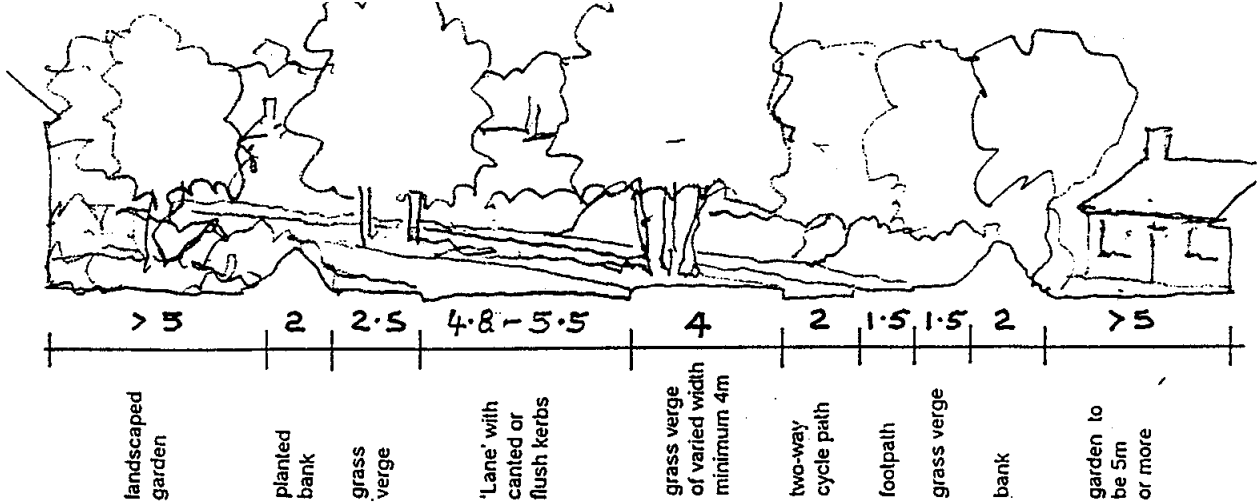 > 5 2 2.5 4.8 - 5.5 4 2 1.5 1.5 2 >5
landscaped
garden
planted
bank
grass
verge
'Lane' with
canted or
flush kerbs
grass verge
of varied width
minimum 4m
two-way
cycle path
footpath
grass verge
bank
garden to
be 5m
or more